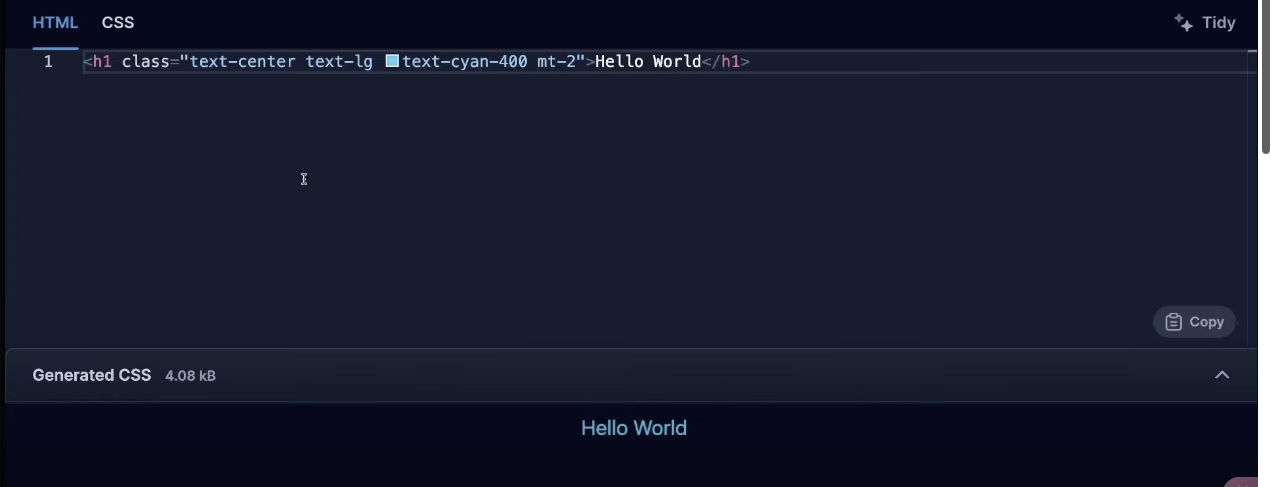 HTML CSS Tidy
1 <h1 class="text-center text-lg text-cyan-400 mt-2">Hello World</h1>
Copy
Generated CSS 4.08 kB
Hello World